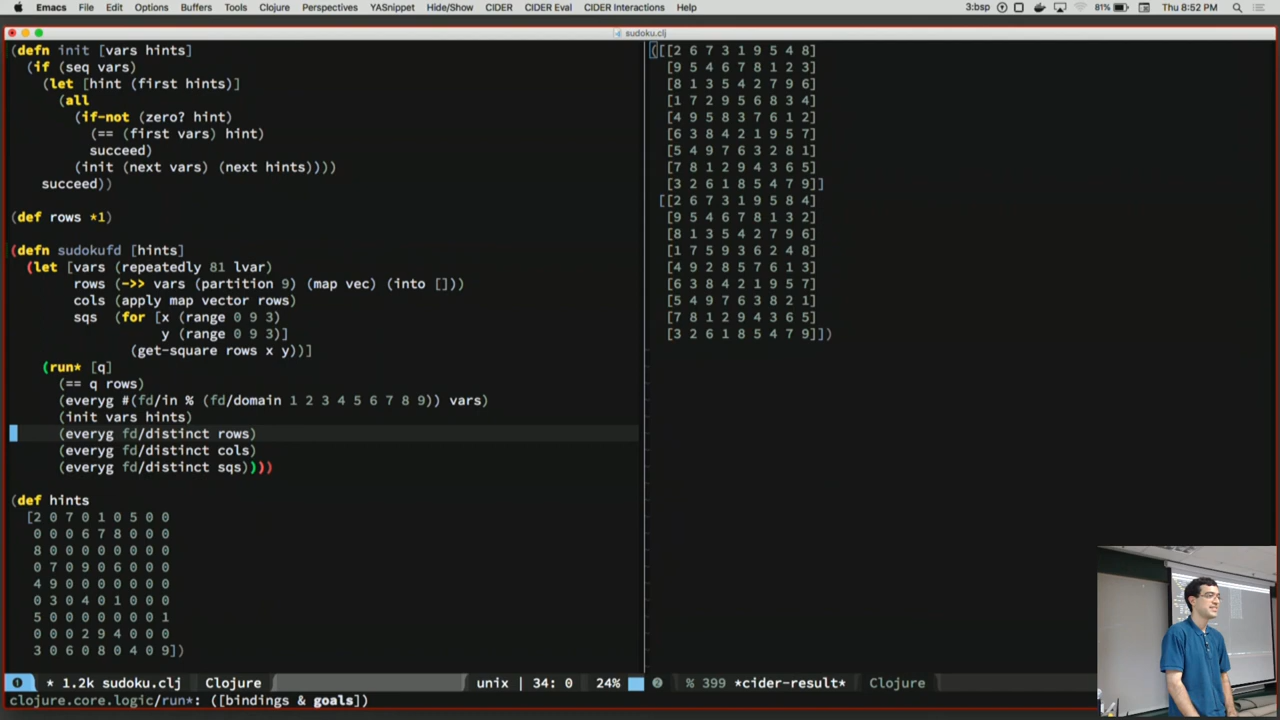 Emacs File Edit Options Buffers Tools Clojure Perspectives YASnippet Hide/Show CIDER CIDER Eval CIDER Interactions Help 3:bsp 81% Thu 8:52 PM
sudoku.clj
(defn init [vars hints]
(if (seq vars)
(let [hint (first hints)]
(all
(if-not (zero? hint)
(== (first vars) hint)
succeed)
(init (next vars) (next hints))))
succeed))
(def rows *1)
(defn sudokufd [hints]
(let [vars (repeatedly 81 lvar)
rows (->> vars (partition 9) (map vec) (into []))
cols (apply map vector rows)
sqs (for [x (range 0 9 3)
y (range 0 9 3)]
(get-square rows x y))]
(run* [q]
(== q rows)
(everyg #(fd/in % (fd/domain 1 2 3 4 5 6 7 8 9)) vars)
(init vars hints)
(everyg fd/distinct rows)
(everyg fd/distinct cols)
(everyg fd/distinct sqs))))
(def hints
[2 0 7 0 1 0 5 0 0
0 0 0 6 7 8 0 0 0
8 0 0 0 0 0 0 0 0
0 7 0 9 0 6 0 0 0
4 9 0 0 0 0 0 0 0
0 3 0 4 0 1 0 0 0
5 0 0 0 0 0 0 0 1
0 0 0 2 9 4 0 0 0
3 0 6 0 8 0 4 0 9])
([[2 6 7 3 1 9 5 4 8]
[9 5 4 6 7 8 1 2 3]
[8 1 3 5 4 2 7 9 6]
[1 7 2 9 5 6 8 3 4]
[4 9 5 8 3 7 6 1 2]
[6 3 8 4 2 1 9 5 7]
[5 4 9 7 6 3 2 8 1]
[7 8 1 2 9 4 3 6 5]
[3 2 6 1 8 5 4 7 9]]
[[2 6 7 3 1 9 5 8 4]
[9 5 4 6 7 8 1 3 2]
[8 1 3 5 4 2 7 9 6]
[1 7 5 9 3 6 2 4 8]
[4 9 2 8 5 7 6 1 3]
[6 3 8 4 2 1 9 5 7]
[5 4 9 7 6 3 8 2 1]
[7 8 1 2 9 4 3 6 5]
[3 2 6 1 8 5 4 7 9]])
1 * 1.2k sudoku.clj Clojure unix | 34: 0 24% 2 % 399 *cider-result* Clojure
clojure.core.logic/run*: ([bindings & goals])